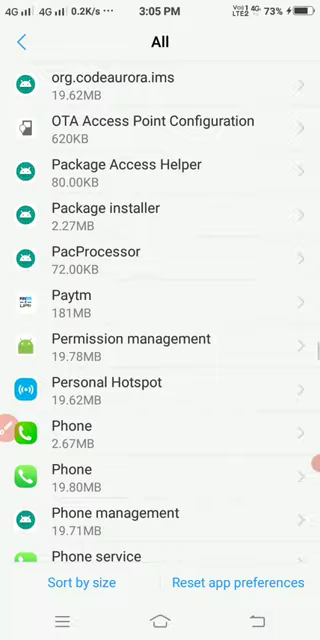 4G 4G 0.2K/s ··· 3:05 PM VoD 1 LTE2 4G 73%
All
org.codeaurora.ims
19.62MB
OTA Access Point Configuration
620KB
Package Access Helper
80.00KB
Package installer
2.27MB
PacProcessor
72.00KB
Paytm
181MB
Permission management
19.78MB
Personal Hotspot
19.62MB
Phone
2.67MB
Phone
19.80MB
Phone management
19.71MB
Phone service
Sort by size
Reset app preferences